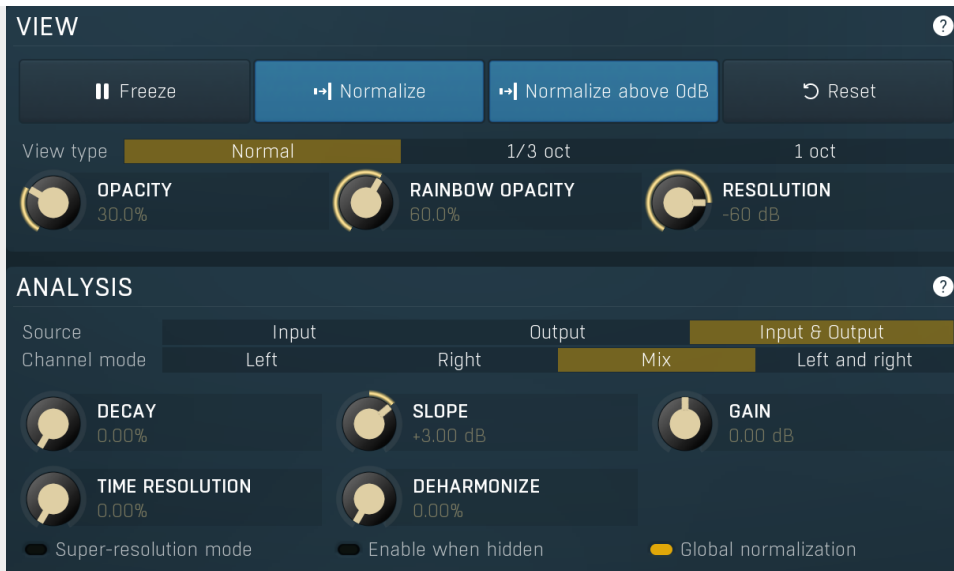 VIEW ?
Freeze Normalize Normalize above 0dB Reset
View type Normal 1/3 oct 1 oct
OPACITY RAINBOW OPACITY RESOLUTION
30.0% 60.0% -60 dB
ANALYSIS ?
Source Input Output Input & Output
Channel mode Left Right Mix Left and right
DECAY SLOPE GAIN
0.00% +3.00 dB 0.00 dB
TIME RESOLUTION DEHARMONIZE
0.00% 0.00%
Super-resolution mode Enable when hidden Global normalization